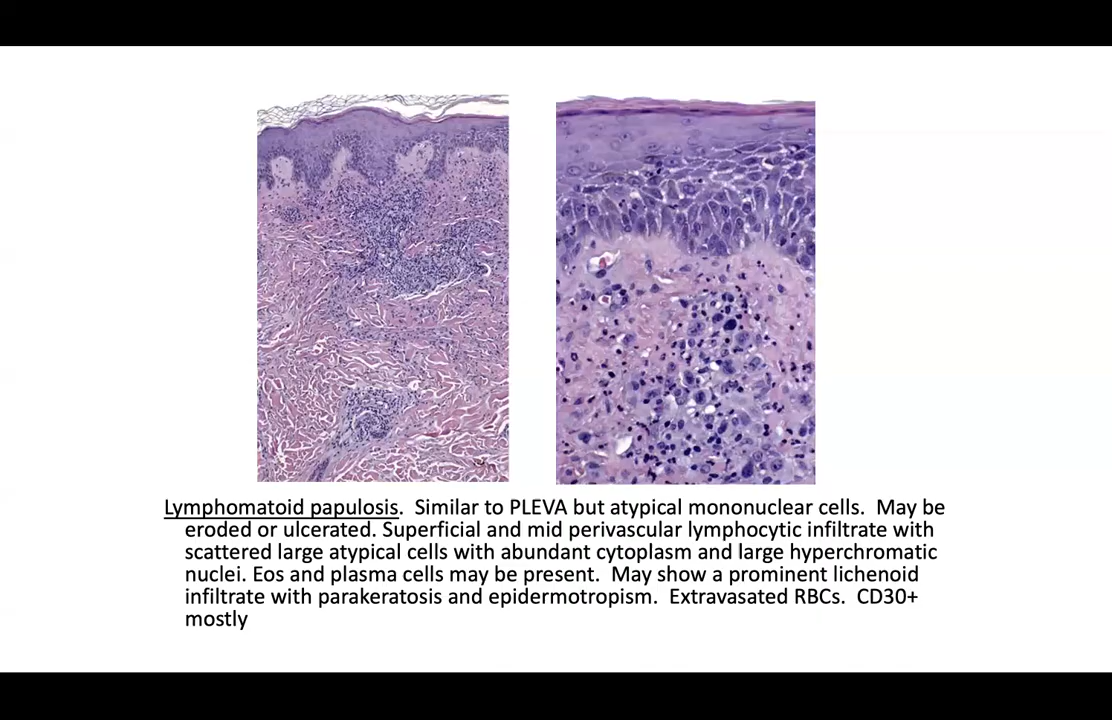 Lymphomatoid papulosis.  Similar to PLEVA but atypical mononuclear cells.  May be
eroded or ulcerated. Superficial and mid perivascular lymphocytic infiltrate with
scattered large atypical cells with abundant cytoplasm and large hyperchromatic
nuclei. Eos and plasma cells may be present.  May show a prominent lichenoid
infiltrate with parakeratosis and epidermotropism.  Extravasated RBCs.  CD30+
mostly